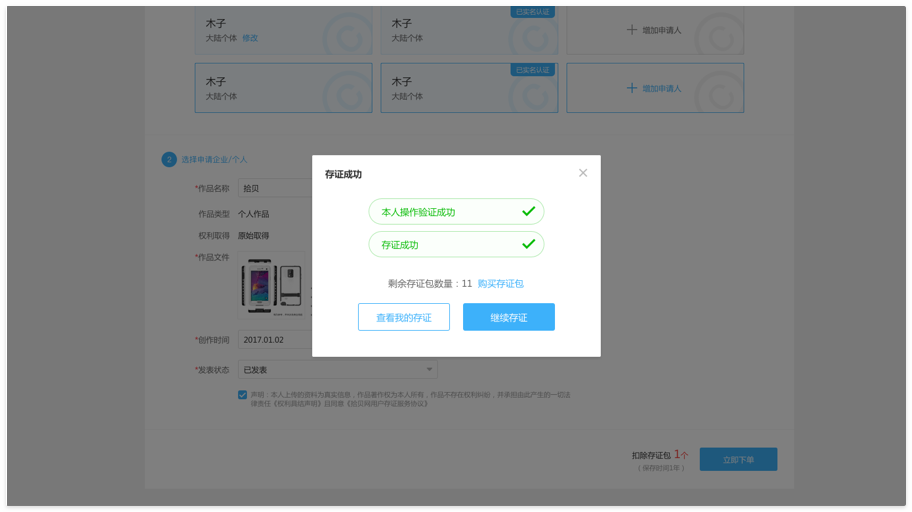 木子
大陆个体 修改
已实名认证
木子
大陆个体
增加申请人
木子
大陆个体
已实名认证
木子
大陆个体
增加申请人
2 选择申请企业/个人
*作品名称 拾贝
作品类型 个人作品
权利取得 原始取得
*作品文件
存证成功
本人操作验证成功
存证成功
剩余存证包数量：11 购买存证包
查看我的存证 继续存证
*创作时间 2017.01.02
*发表状态 已发表
声明：本人上传的资料为真实信息，作品著作权为本人所有，作品不存在权利纠纷，并承担由此产生的一切法
律责任《权利真信声明》且同意《拾贝网用户存证服务协议》
扣除存证包 1个
（ 保存时间1年 ）
立即下单